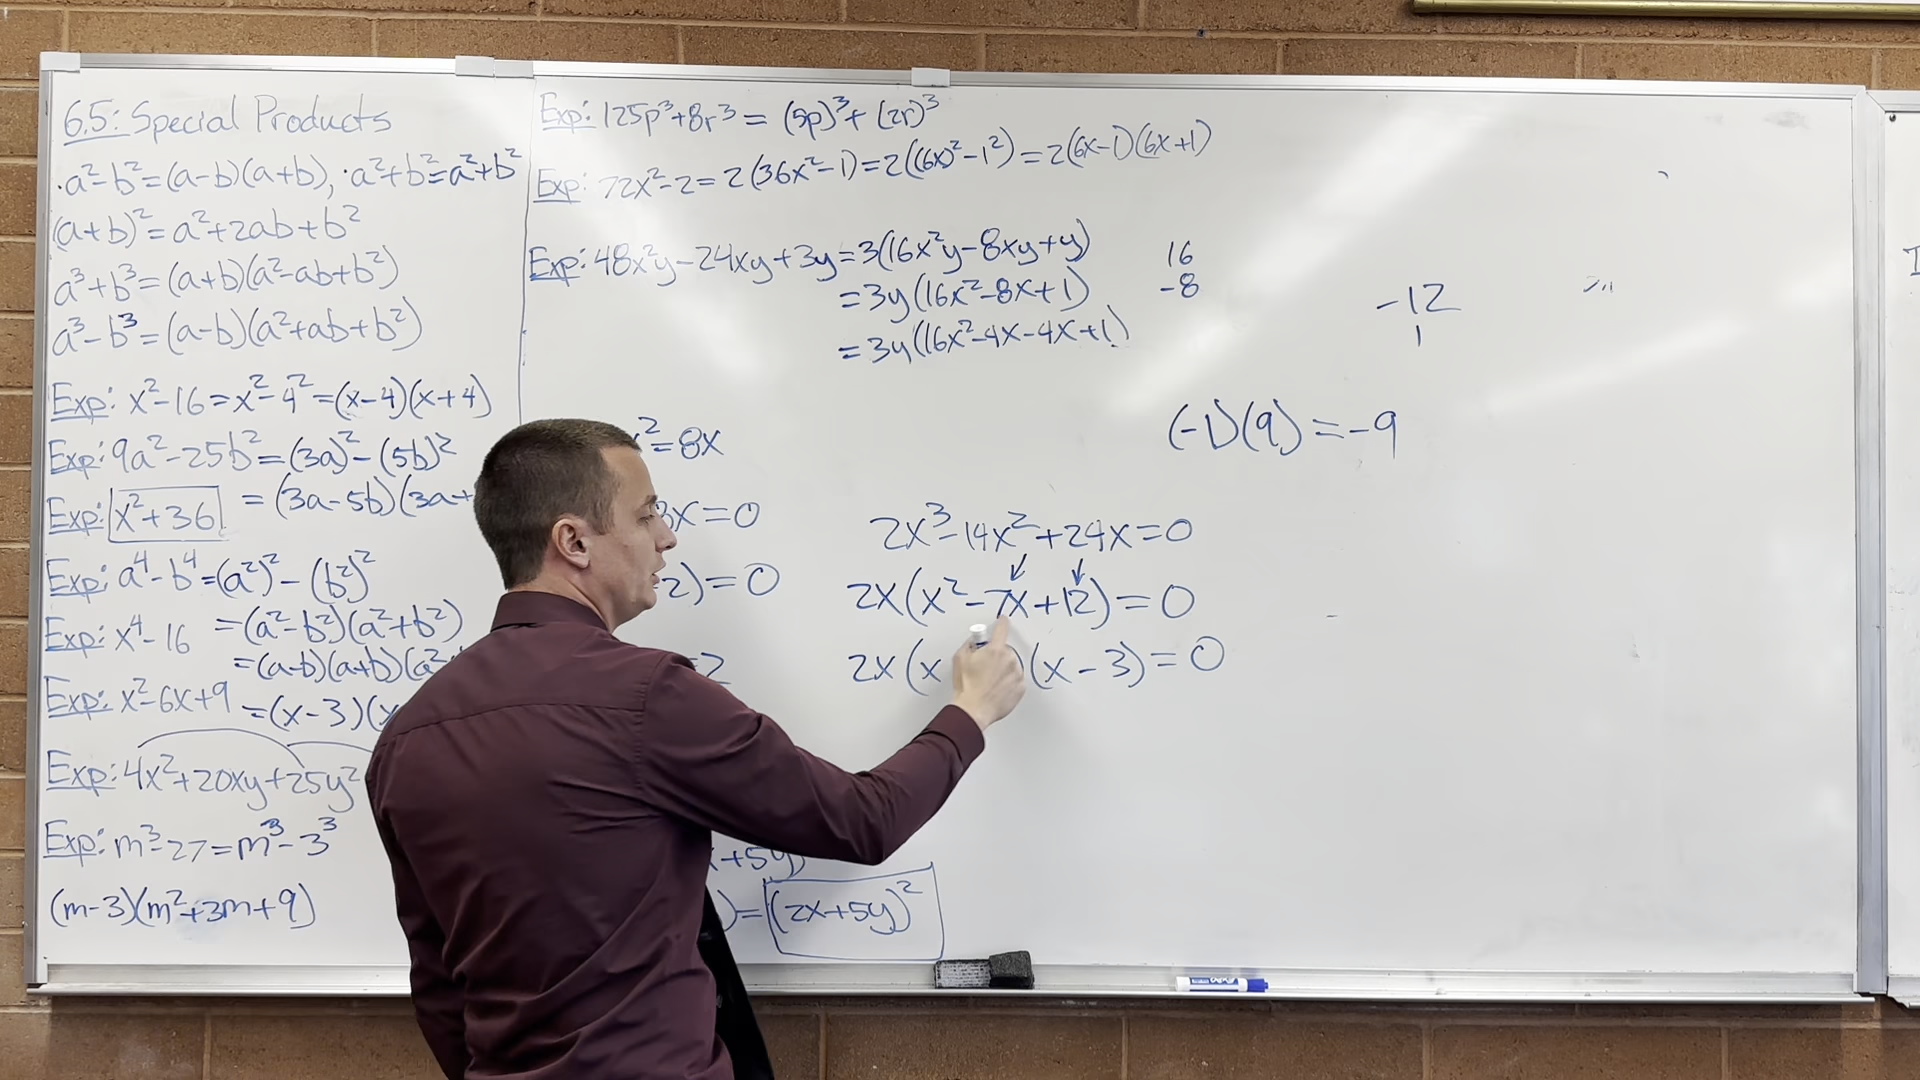 6.5: Special Products
·a²-b²=(a-b)(a+b), ·a²+b²=a²+b²
(a+b)²=a²+2ab+b²
a³+b³=(a+b)(a²-ab+b²)
a³-b³=(a-b)(a²+ab+b²)
Exp: x²-16=x²-4²=(x-4)(x+4)
Exp: 9a²-25b²=(3a)²-(5b)²
=(3a-5b)(3a+
Exp: x²+36
Exp: a⁴-b⁴=(a²)²-(b²)²
=(a²-b²)(a²+b²)
=(a-b)(a+b)(a²
Exp: x⁴-16
Exp: x²-6x+9=(x-3)(x
Exp: 4x²+20xy+25y²
Exp: m³-27=m³-3³
(m-3)(m²+3m+9)
Exp: 125p³+8r³=(5p)³+(2r)³
Exp: 72x²-2=2(36x²-1)=2((6x)²-1²)=2(6x-1)(6x+1)
Exp: 48x²y-24xy+3y=3(16x²y-8xy+y)
=3y(16x²-8x+1)
=3y(16x²-4x-4x+1)
16
-8
-12
1
(-1)(9)=-9
²=8x
x=0
2)=0
=2
2x³-14x²+24x=0
2x(x²-7x+12)=0
2x(x )(x-3)=0
+5y)
)=(2x+5y)²
EXPO